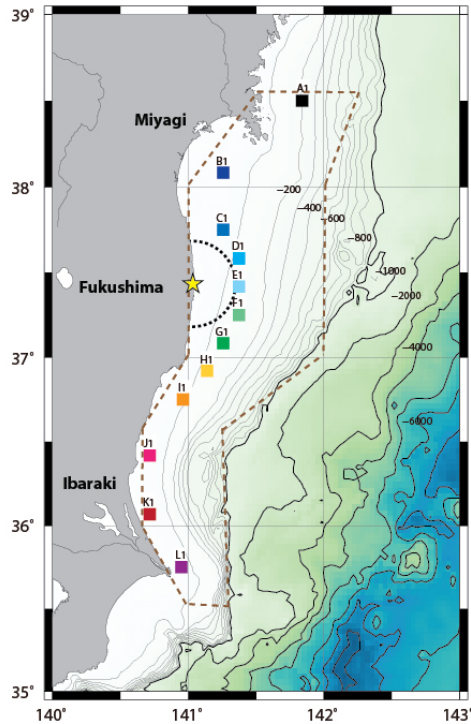 39°
A1
Miyagi
B1
38°
-200
-400
C1
-600
D1
-800
-1000
Fukushima
E1
-2000
F1
G1
-4000
37°
H1
I1
-6000
J1
Ibaraki
K1
36°
L1
35°
140°
141°
142°
143°